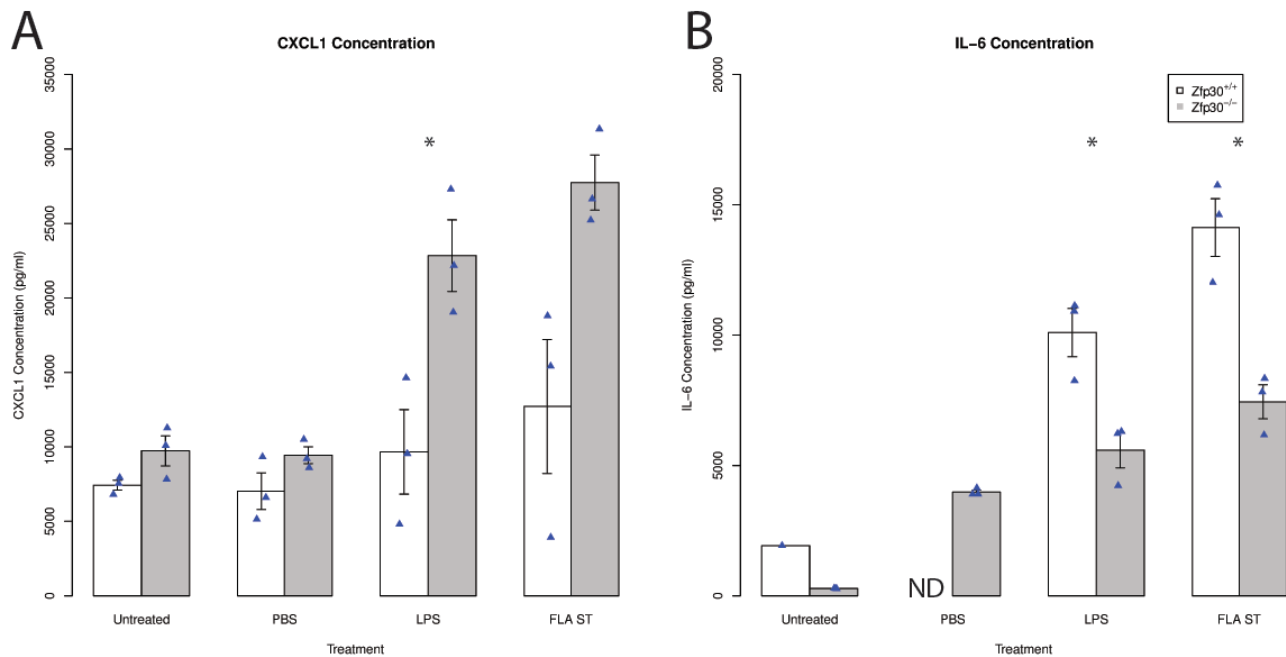 A
CXCL1 Concentration
CXCL1 Concentration (pg/ml)
35000
30000
25000
20000
15000
10000
5000
0
*
Untreated
PBS
LPS
FLA ST
Treatment
B
IL−6 Concentration
Zfp30+/+
Zfp30−/−
IL−6 Concentration (pg/ml)
20000
15000
10000
5000
0
*
*
ND
Untreated
PBS
LPS
FLA ST
Treatment